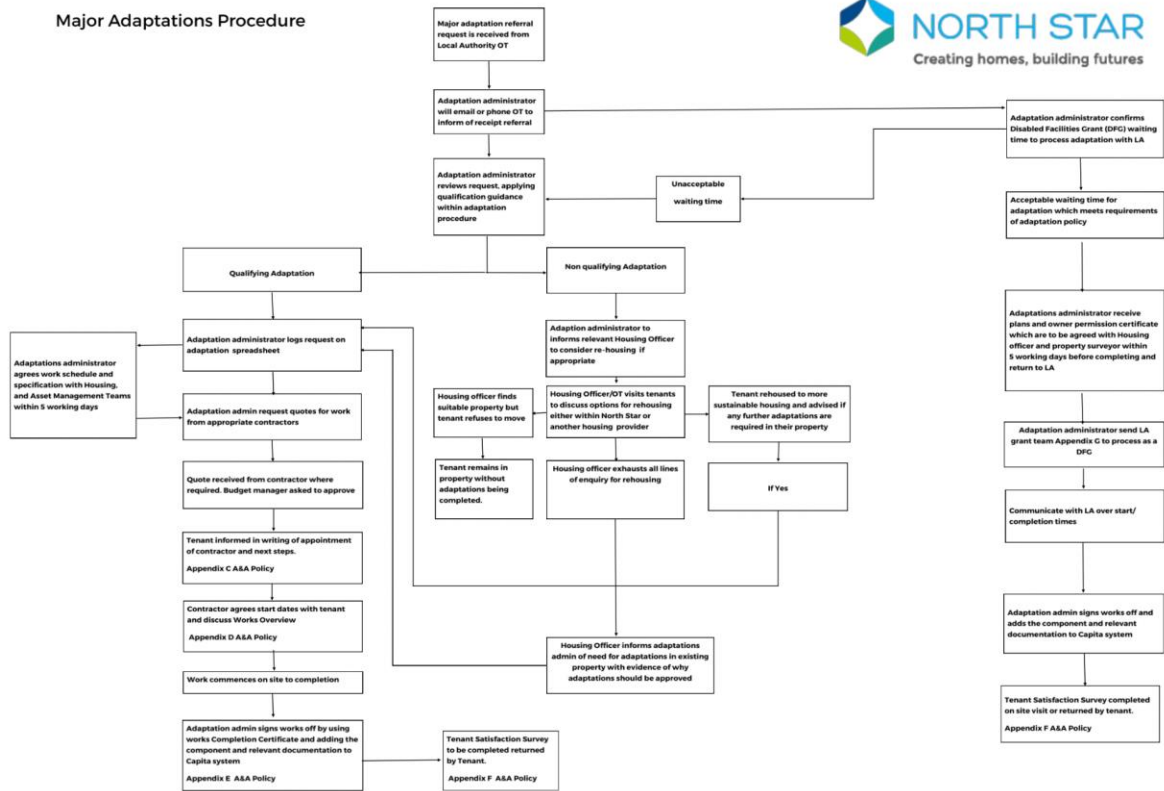 Major Adaptations Procedure
NORTH STAR
Creating homes, building futures
Major adaptation referral
request is received from
Local Authority OT
Adaptation administrator
will email or phone OT to
inform of receipt referral
Adaptation administrator confirms
Disabled Facilities Grant (DFG) waiting
time to process adaptation with LA
Adaptation administrator
reviews request, applying
qualification guidance
within adaptation
procedure
Unacceptable
waiting time
Acceptable waiting time for
adaptation which meets requirements
of adaptation policy
Qualifying Adaptation
Non qualifying Adaptation
Adaptations administrator
agrees work schedule and
specification with Housing,
and Asset Management Teams
within 5 working days
Adaptation administrator logs request on
adaptation spreadsheet
Adaption administrator to
informs relevant Housing Officer
to consider re-housing if
appropriate
Adaptations administrator receive
plans and owner permission certificate
which are to be agreed with Housing
officer and property surveyor within
5 working days before completing and
return to LA
Adaptation admin request quotes for work
from appropriate contractors
Housing officer finds
suitable property but
tenant refuses to move
Housing Officer/OT visits tenants
to discuss options for rehousing
either within North Star or
another housing provider
Tenant rehoused to more
sustainable housing and advised if
any further adaptations are
required in their property
Adaptation administrator send LA
grant team Appendix G to process as a
DFG
Quote received from contractor where
required. Budget manager asked to approve
Tenant remains in
property without
adaptations being
completed.
Housing officer exhausts all lines
of enquiry for rehousing
If Yes
Communicate with LA over start/
completion times
Tenant informed in writing of appointment
of contractor and next steps.
Appendix C A&A Policy
Contractor agrees start dates with tenant
and discuss Works Overview
Appendix D A&A Policy
Adaptation admin signs works off and
adds the component and relevant
documentation to Capita system
Work commences on site to completion
Housing Officer informs adaptations
admin of need for adaptations in existing
property with evidence of why
adaptations should be approved
Adaptation admin signs works off by using
works Completion Certificate and adding the
component and relevant documentation to
Capita system
Appendix E A&A Policy
Tenant Satisfaction Survey
to be completed returned
by Tenant.
Appendix F A&A Policy
Tenant Satisfaction Survey completed
on site visit or returned by tenant.
Appendix F A&A Policy